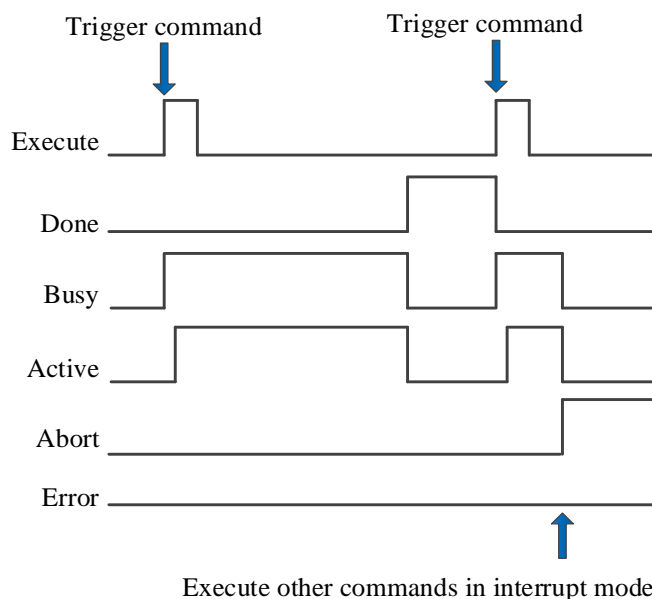 Trigger command
Trigger command
Execute
Done
Busy
Active
Abort
Error
Execute other commands in interrupt mode